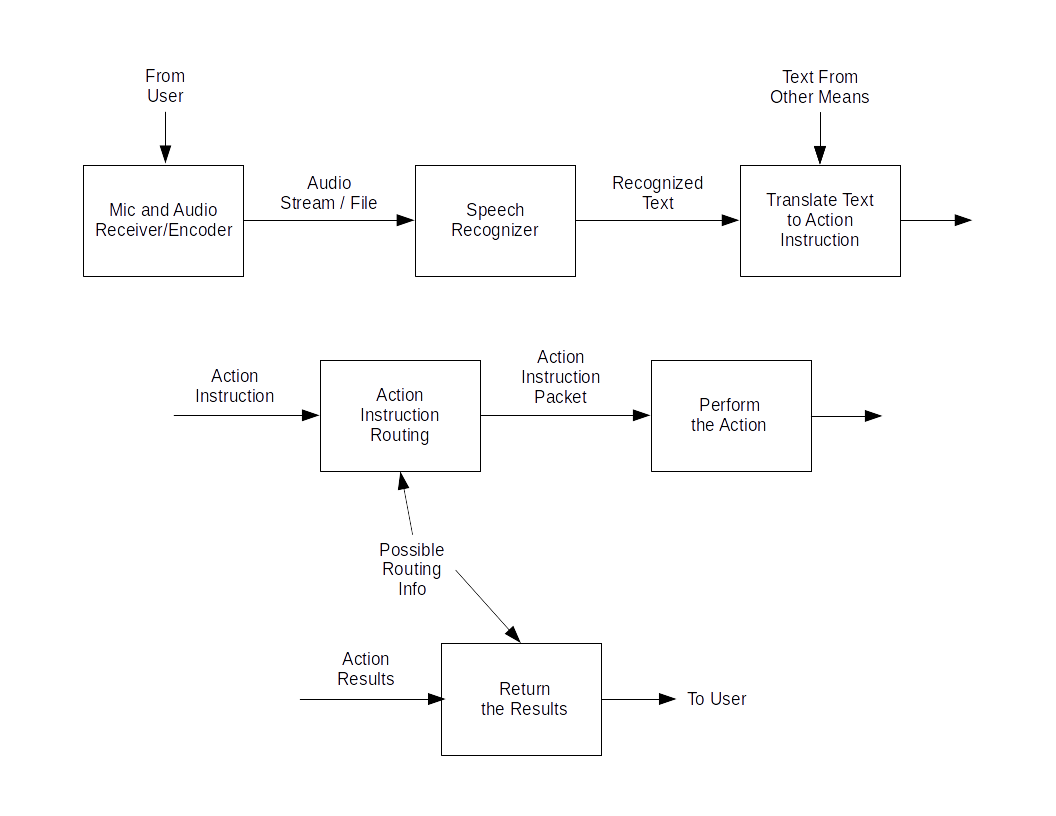 From
User
Text From
Other Means
Mic and Audio
Receiver/Encoder
Audio
Stream / File
Speech
Recognizer
Recognized
Text
Translate Text
to Action
Instruction
Action
Instruction
Action
Instruction
Routing
Action
Instruction
Packet
Perform
the Action
Possible
Routing
Info
Action
Results
Return
the Results
To User